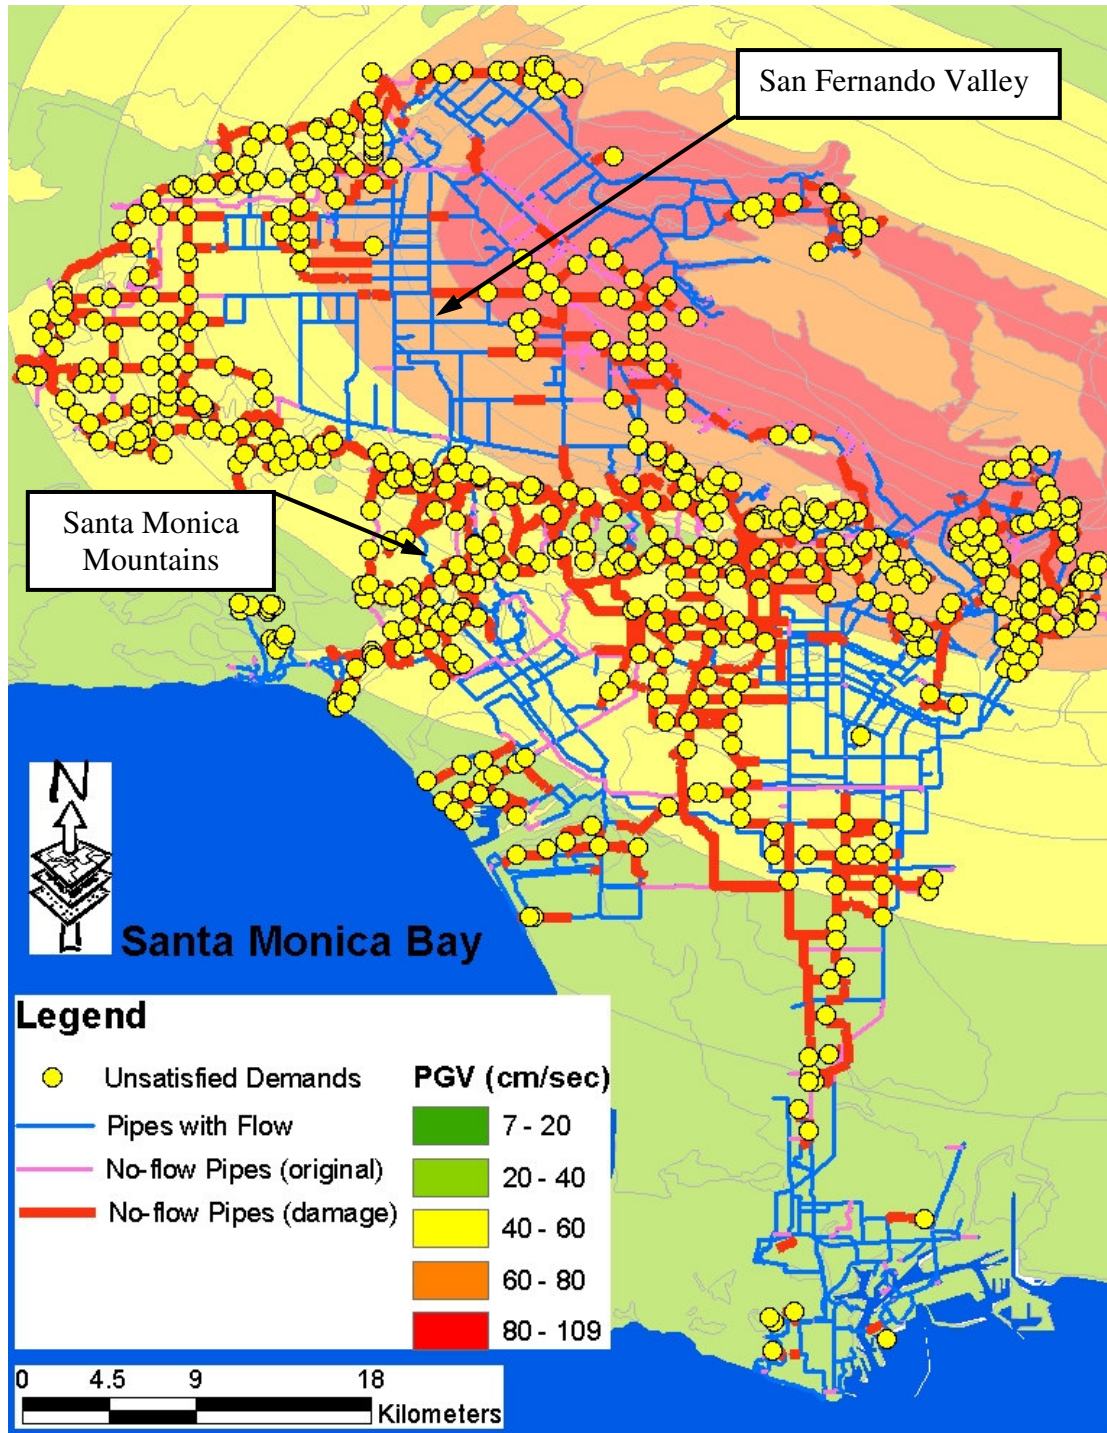 San Fernando Valley
Santa Monica
Mountains
N
Santa Monica Bay
Legend
Unsatisfied Demands
Pipes with Flow
No-flow Pipes (original)
No-flow Pipes (damage)
PGV (cm/sec)
7 - 20
20 - 40
40 - 60
60 - 80
80 - 109
0 4.5 9 18
Kilometers